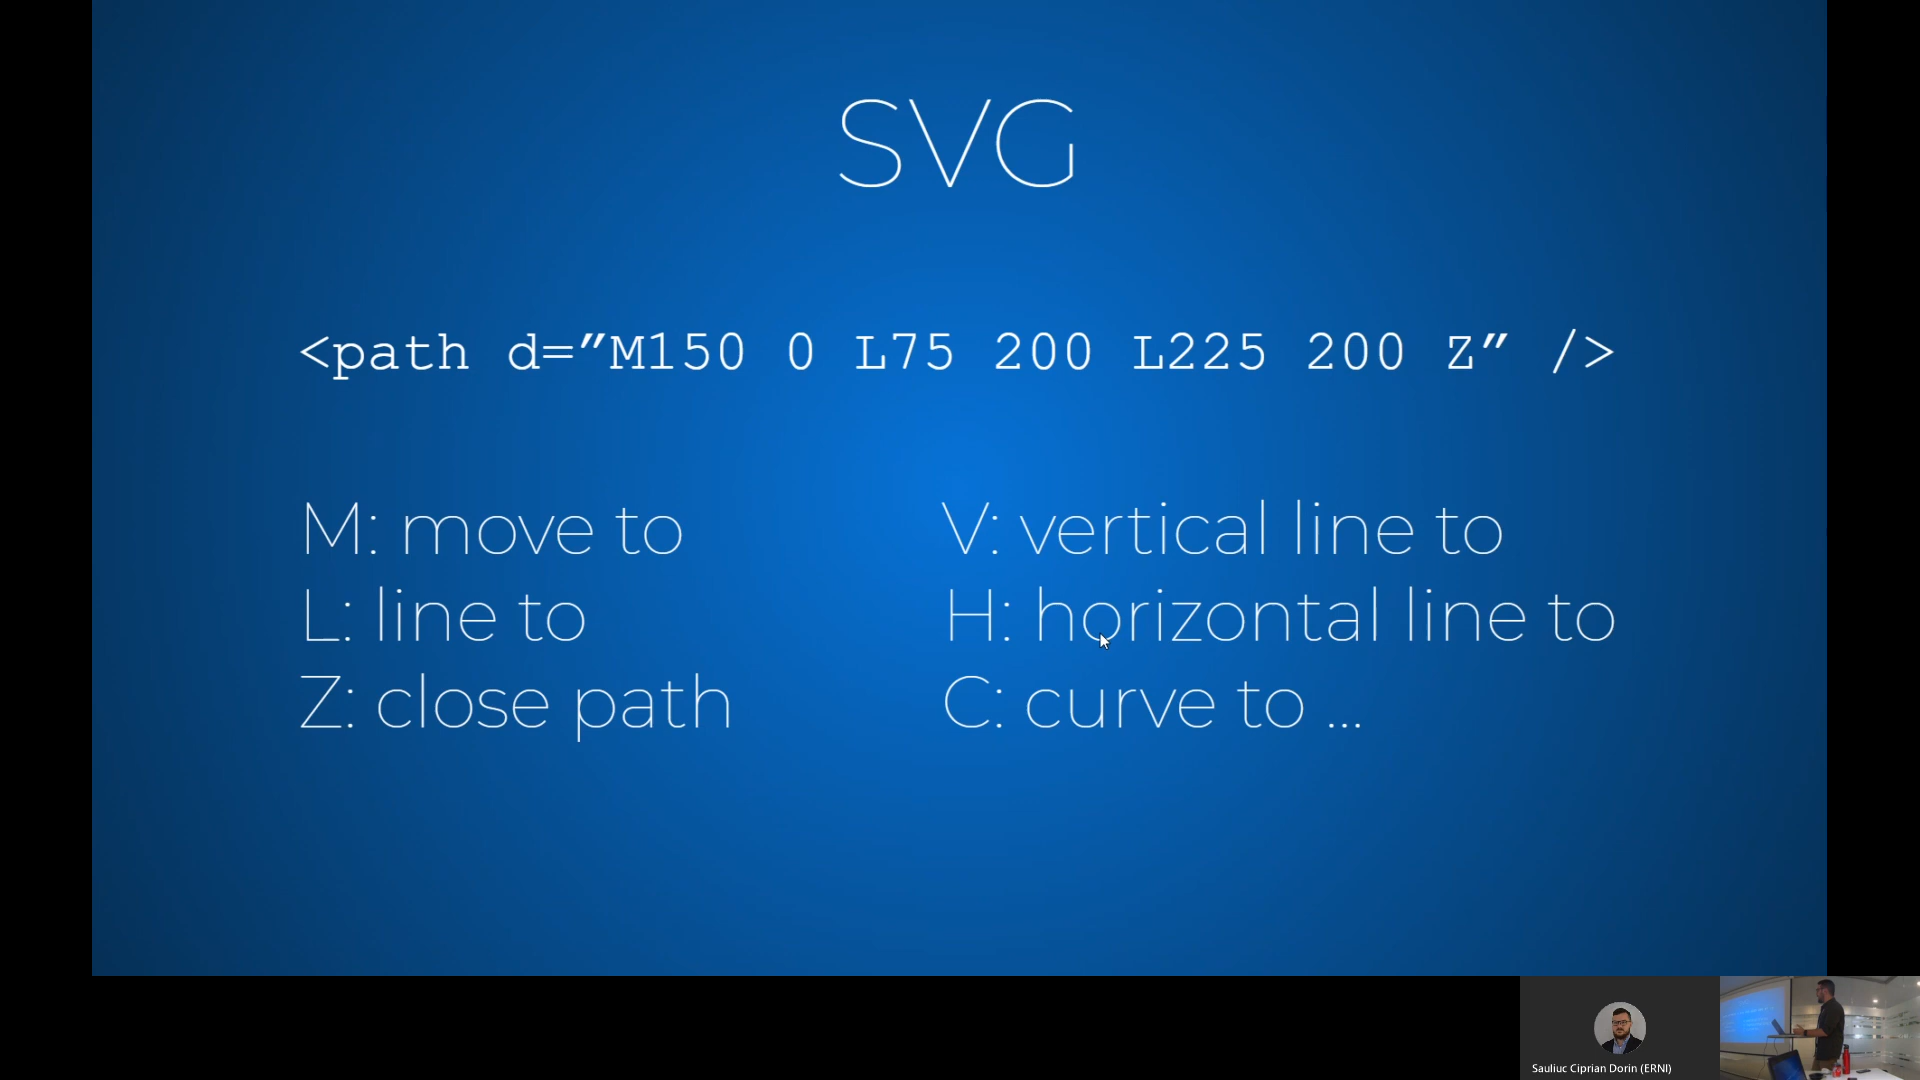 SVG
<path d=”M150 0 L75 200 L225 200 Z” />
M: move to
L: line to
Z: close path
V: vertical line to
H: horizontal line to
C: curve to ...
Sauliuc Ciprian Dorin (ERNI)